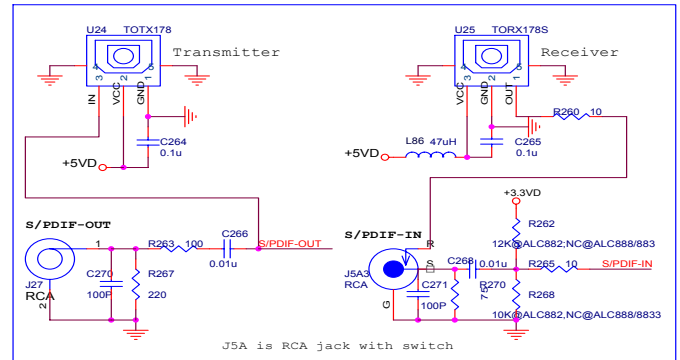 U24 TOTX178
Transmitter
4 3 2 1 5
IN
VCC
GND
C264
0.1u
+5VD
U25 TORX178S
Receiver
4 3 2 1 5
VCC
GND
OUT
R260 10
L86 47uH
C265
0.1u
+5VD
+3.3VD
S/PDIF-OUT
1
R263 100
C266
0.01u
S/PDIF-OUT
J27
RCA
2
C270
100P
R267
220
S/PDIF-IN
R
S
J5A3
RCA
G
C268
0.01u
C271
100P
R270
75
R262
12K@ALC882;NC@ALC888/883
R265 10
S/PDIF-IN
R268
10K@ALC882,NC@ALC888/8833
J5A is RCA jack with switch